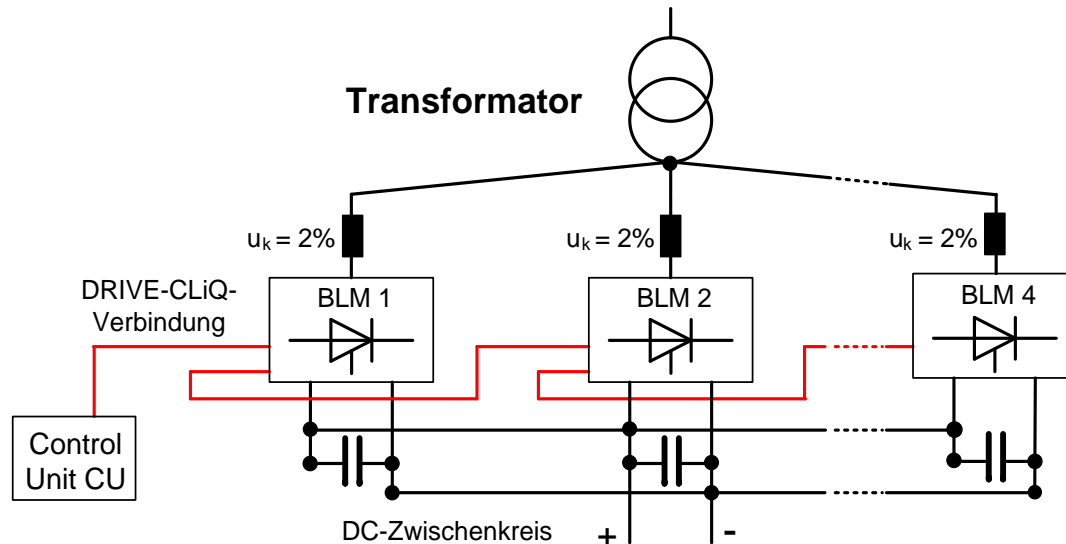 Transformator
uk = 2%
uk = 2%
uk = 2%
DRIVE-CLiQ-
Verbindung
BLM 1
BLM 2
BLM 4
Control
Unit CU
DC-Zwischenkreis
+
-